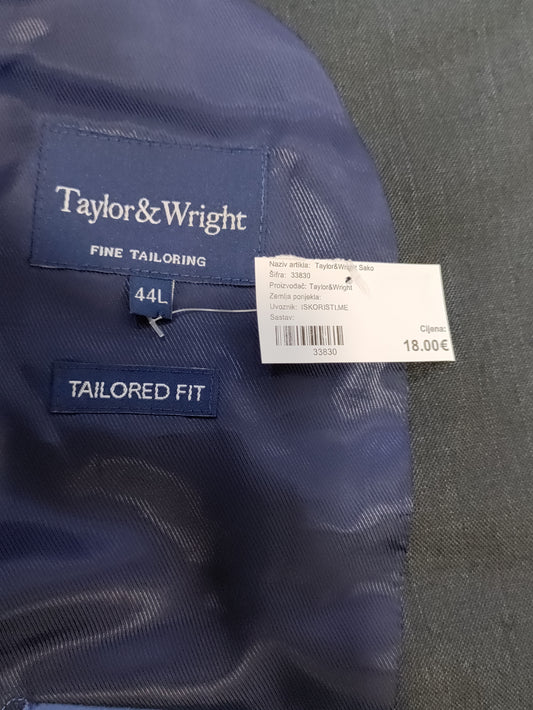 Taylor&Wright
FINE TAILORING
44L
TAILORED FIT
Naziv artikla: Taylor&Wright Sako
Šifra: 33830
Proizvođač: Taylor&Wright
Zemlja porijekla:
Uvoznik: ISKORISTI.ME
Sastav:
33830
Cijena:
18.00€